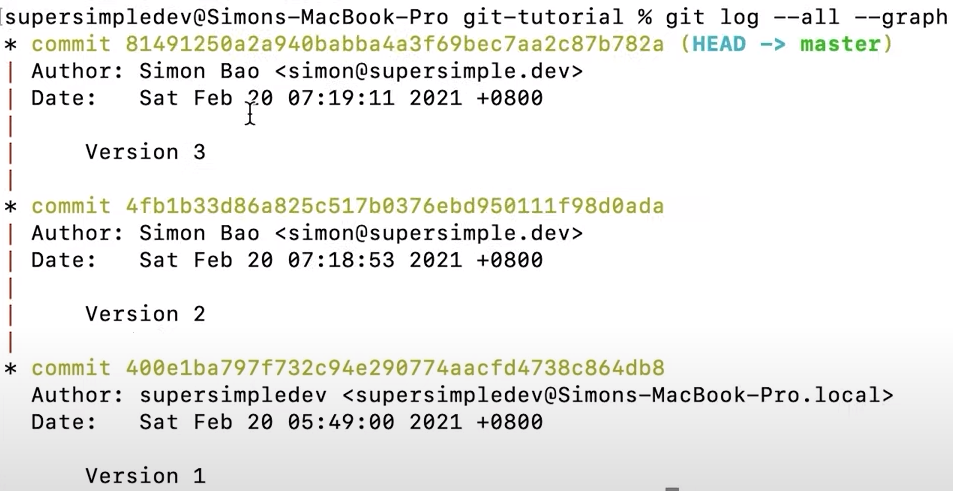 supersimpledev@Simons-MacBook-Pro git-tutorial % git log --all --graph
* commit 81491250a2a940babba4a3f69bec7aa2c87b782a (HEAD -> master)
| Author: Simon Bao <simon@supersimple.dev>
| Date:   Sat Feb 20 07:19:11 2021 +0800
|
|     Version 3
|
* commit 4fb1b33d86a825c517b0376ebd950111f98d0ada
| Author: Simon Bao <simon@supersimple.dev>
| Date:   Sat Feb 20 07:18:53 2021 +0800
|
|     Version 2
|
* commit 400e1ba797f732c94e290774aacfd4738c864db8
  Author: supersimpledev <supersimpledev@Simons-MacBook-Pro.local>
  Date:   Sat Feb 20 05:49:00 2021 +0800

      Version 1